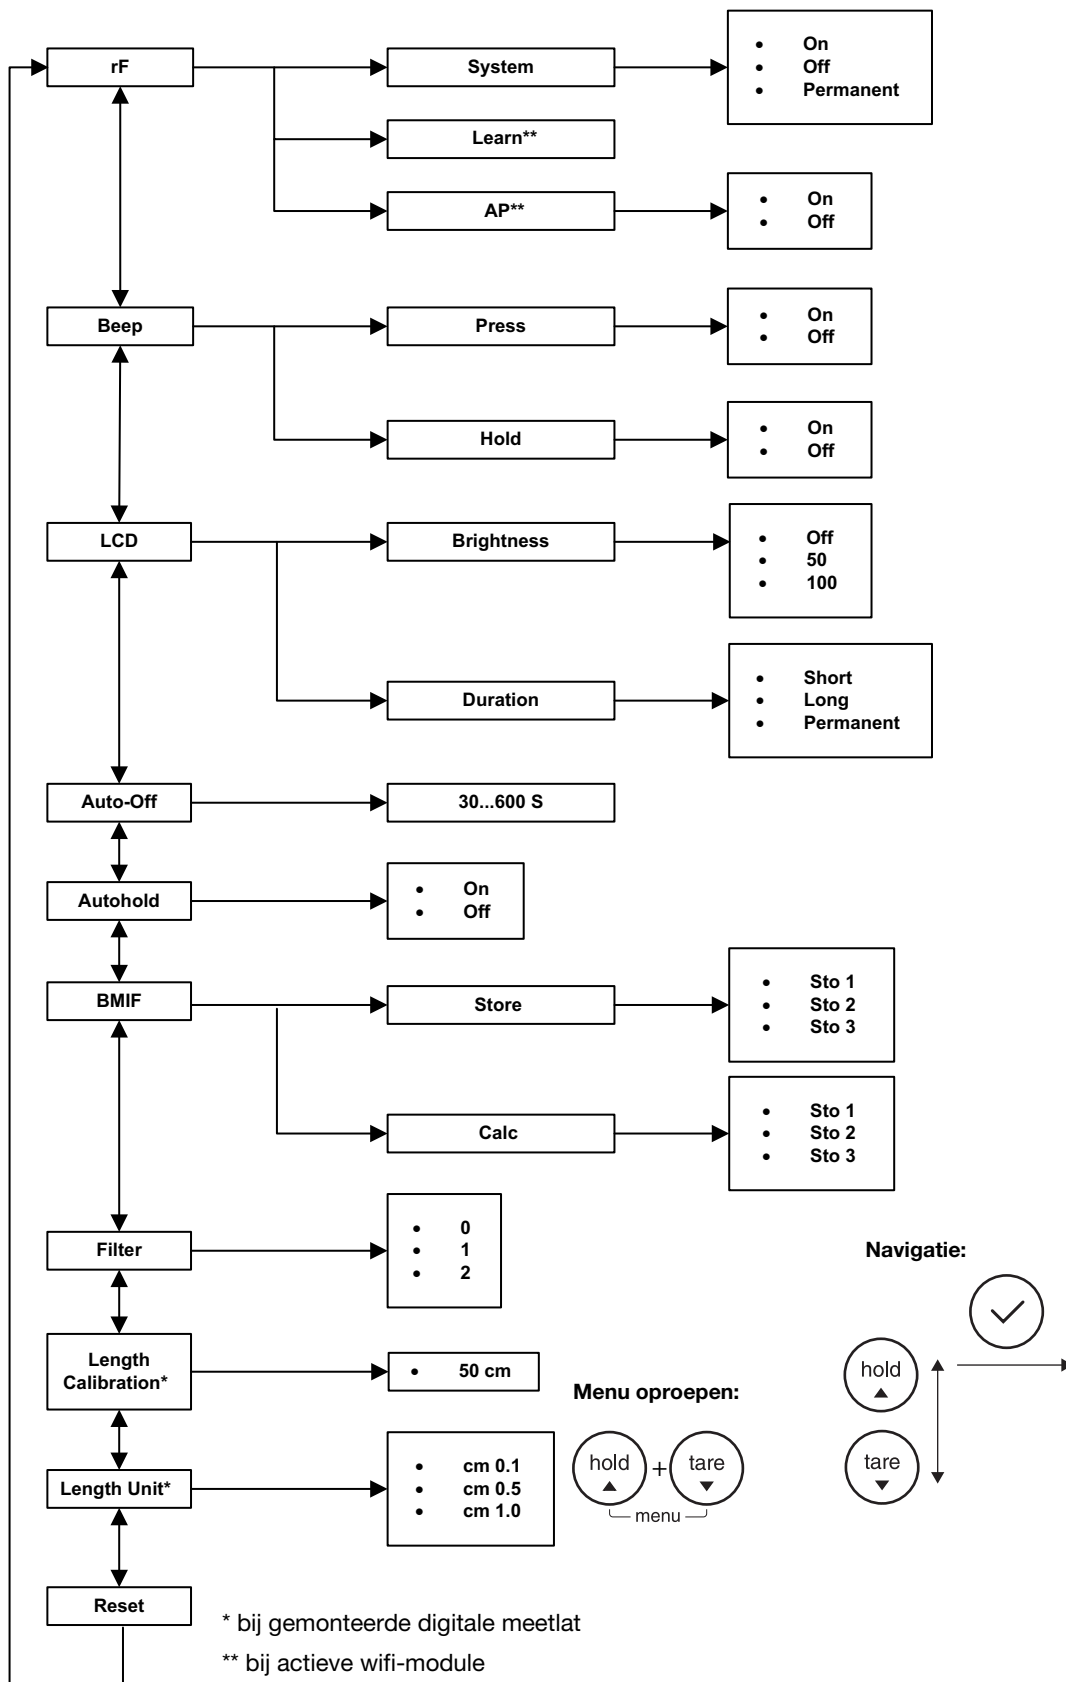 rF
System
• On
• Off
• Permanent
Learn**
AP**
• On
• Off
Beep
Press
• On
• Off
Hold
• On
• Off
LCD
Brightness
• Off
• 50
• 100
Duration
• Short
• Long
• Permanent
Auto-Off
30...600 S
Autohold
• On
• Off
BMIF
Store
• Sto 1
• Sto 2
• Sto 3
Calc
• Sto 1
• Sto 2
• Sto 3
Filter
• 0
• 1
• 2
Length
Calibration*
• 50 cm
Length Unit*
• cm 0.1
• cm 0.5
• cm 1.0
Reset
Menu oproepen:
hold + tare
menu
Navigatie:
hold
tare
* bij gemonteerde digitale meetlat
** bij actieve wifi-module